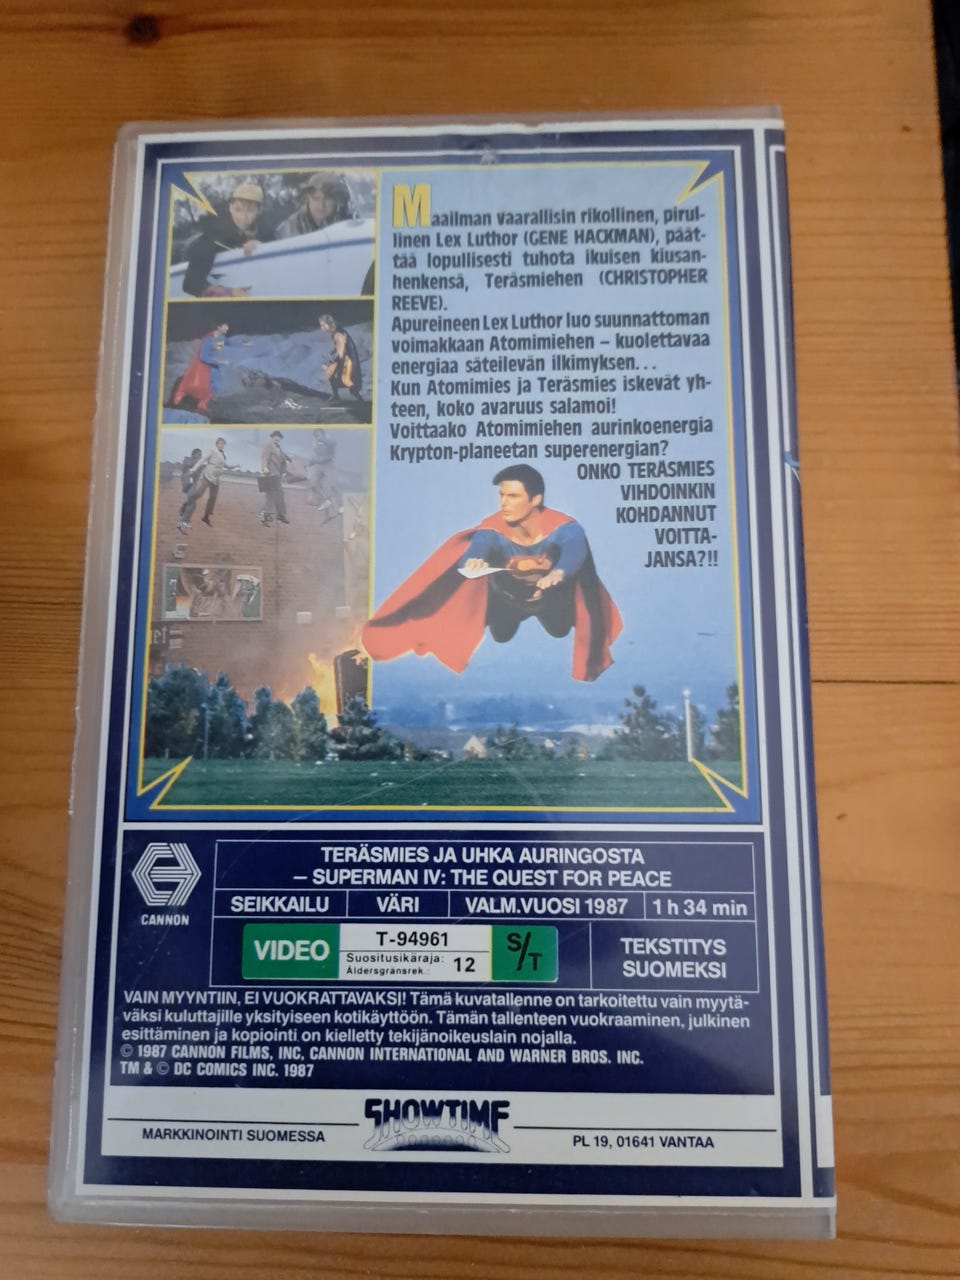 Maailman vaarallisin rikollinen, pirul-
linen Lex Luthor (GENE HACKMAN), päät-
tää lopullisesti tuhota ikuisen kiusan-
henkensä, Teräsmiehen (CHRISTOPHER
REEVE).
Apureineen Lex Luthor luo suunnattoman
voimakkaan Atomimiehen – kuolettavaa
energiaa säteilevän ilkimyksen...
Kun Atomimies ja Teräsmies iskevät yh-
teen, koko avaruus salamoi!
Voittaako Atomimiehen aurinkoenergia
Krypton-planeetan superenergian?
ONKO TERÄSMIES
VIHDOINKIN
KOHDANNUT
VOITTA-
JANSA?!!
CANNON
TERÄSMIES JA UHKA AURINGOSTA
– SUPERMAN IV: THE QUEST FOR PEACE
SEIKKAILU VÄRI VALM.VUOSI 1987 1 h 34 min
VIDEO
T-94961
Suositusikäraja:
Åldersgränsrek.: 12
S/T
TEKSTITYS
SUOMEKSI
VAIN MYYNTIIN, EI VUOKRATTAVAKSI! Tämä kuvatallenne on tarkoitettu vain myytä-
väksi kuluttajille yksityiseen kotikäyttöön. Tämän tallenteen vuokraaminen, julkinen
esittäminen ja kopiointi on kielletty tekijänoikeuslain nojalla.
© 1987 CANNON FILMS, INC, CANNON INTERNATIONAL AND WARNER BROS. INC.
TM & © DC COMICS INC. 1987
MARKKINOINTI SUOMESSA
SHOWTIME
PL 19, 01641 VANTAA